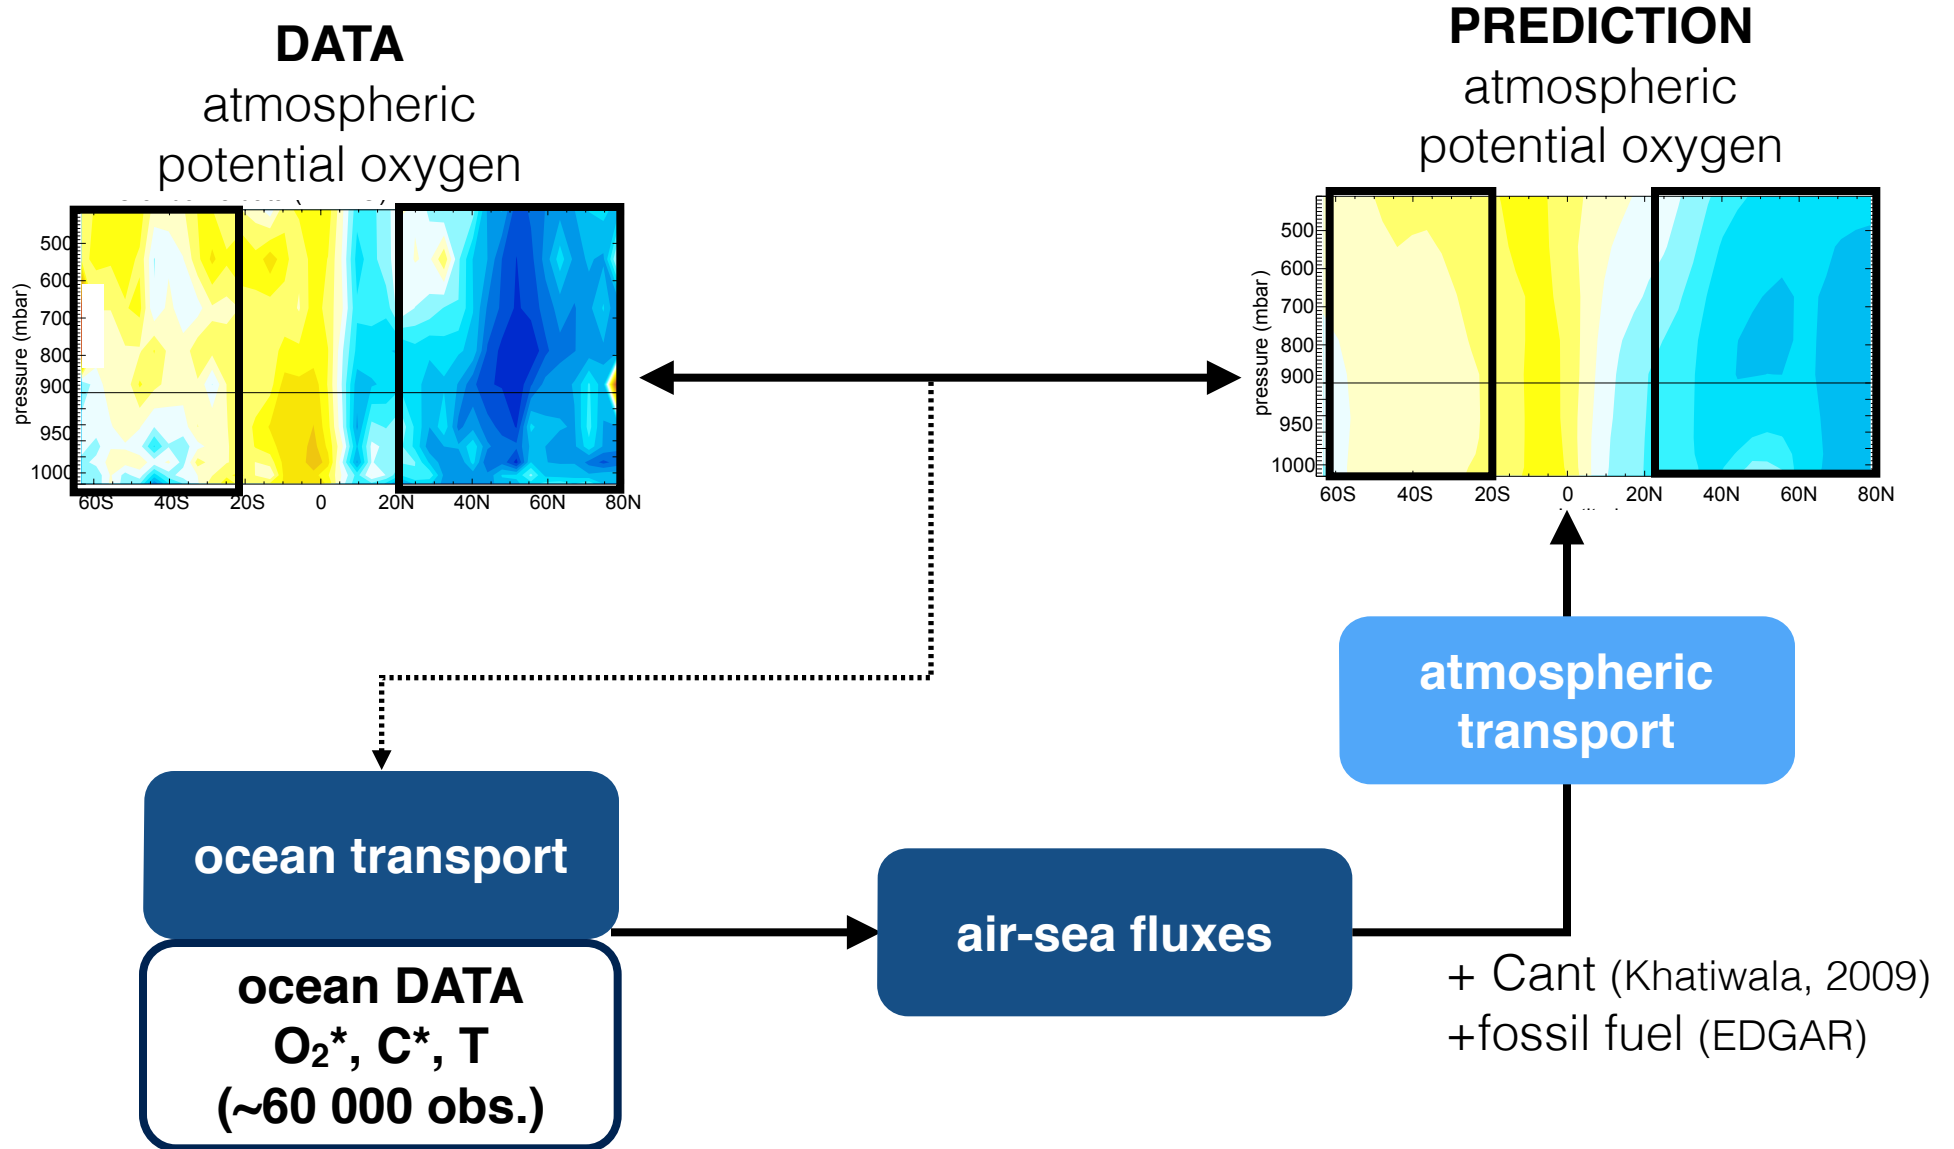 DATA
atmospheric
potential oxygen
PREDICTION
atmospheric
potential oxygen
pressure (mbar)
500
600
700
800
900
950
1000
60S 40S 20S 0 20N 40N 60N 80N
pressure (mbar)
500
600
700
800
900
950
1000
60S 40S 20S 0 20N 40N 60N 80N
atmospheric
transport
ocean transport
air-sea fluxes
ocean DATA
O₂*, C*, T
(~60 000 obs.)
+ Cant (Khatiwala, 2009)
+fossil fuel (EDGAR)